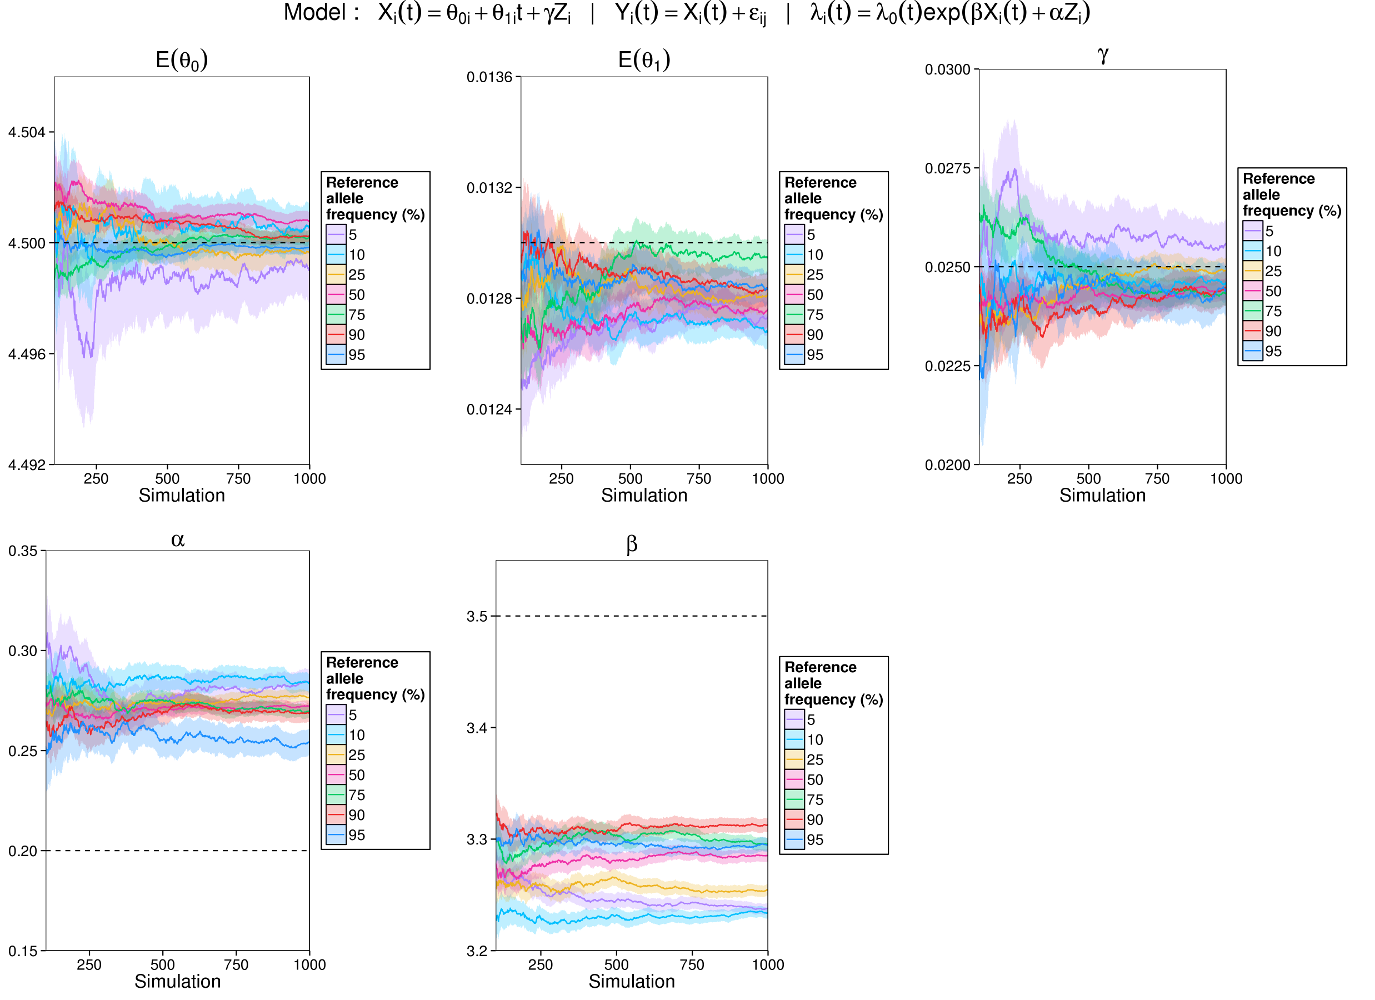 Model : Xi(t) = θ0i + θ1it + γZi | Yi(t) = Xi(t) + εij | λi(t) = λ0(t)exp(βXi(t) + αZi)
E(θ0)
4.504
4.500
4.496
4.492
250 500 750 1000
Simulation
Reference
allele
frequency (%)
5
10
25
50
75
90
95
E(θ1)
0.0136
0.0132
0.0128
0.0124
250 500 750 1000
Simulation
Reference
allele
frequency (%)
5
10
25
50
75
90
95
γ
0.0300
0.0275
0.0250
0.0225
0.0200
250 500 750 1000
Simulation
Reference
allele
frequency (%)
5
10
25
50
75
90
95
α
0.35
0.30
0.25
0.20
0.15
250 500 750 1000
Simulation
Reference
allele
frequency (%)
5
10
25
50
75
90
95
β
3.5
3.4
3.3
3.2
250 500 750 1000
Simulation
Reference
allele
frequency (%)
5
10
25
50
75
90
95